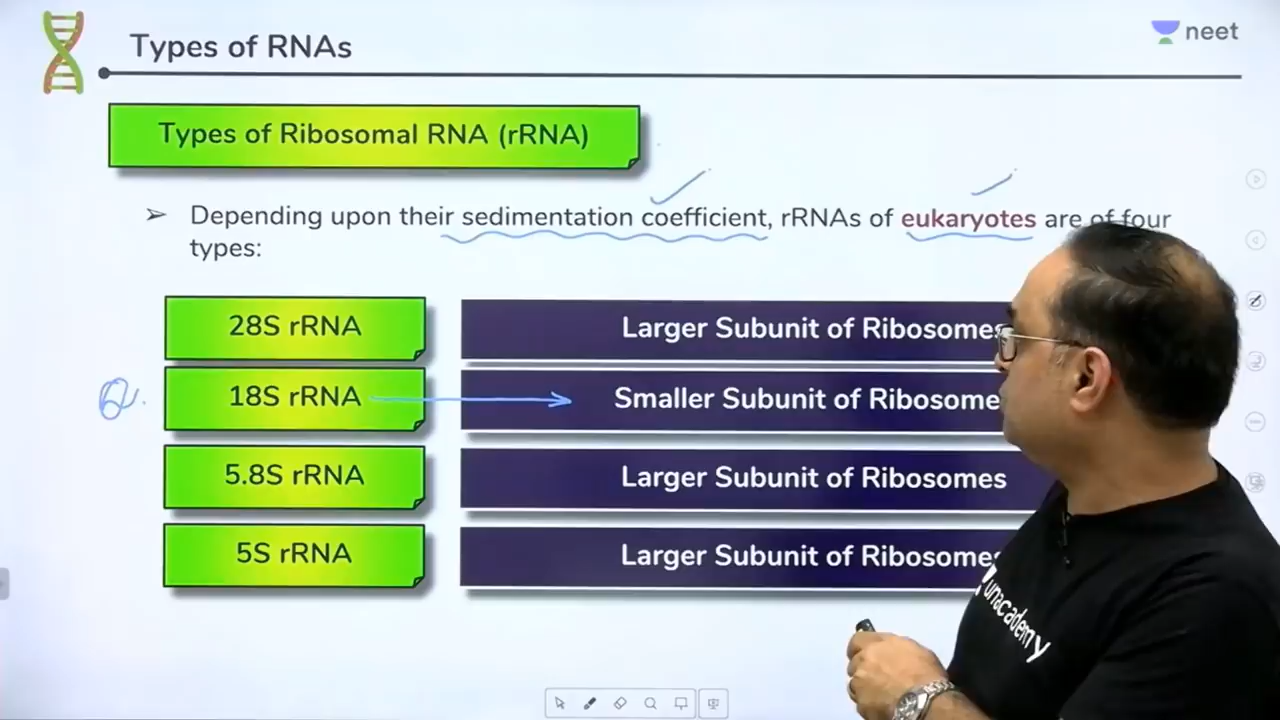 Types of RNAs
neet
Types of Ribosomal RNA (rRNA)
➢ Depending upon their sedimentation coefficient, rRNAs of eukaryotes are of four
types:
28S rRNA
Larger Subunit of Ribosomes
Q.
18S rRNA
Smaller Subunit of Ribosome
5.8S rRNA
Larger Subunit of Ribosomes
5S rRNA
Larger Subunit of Ribosomes
unacademy